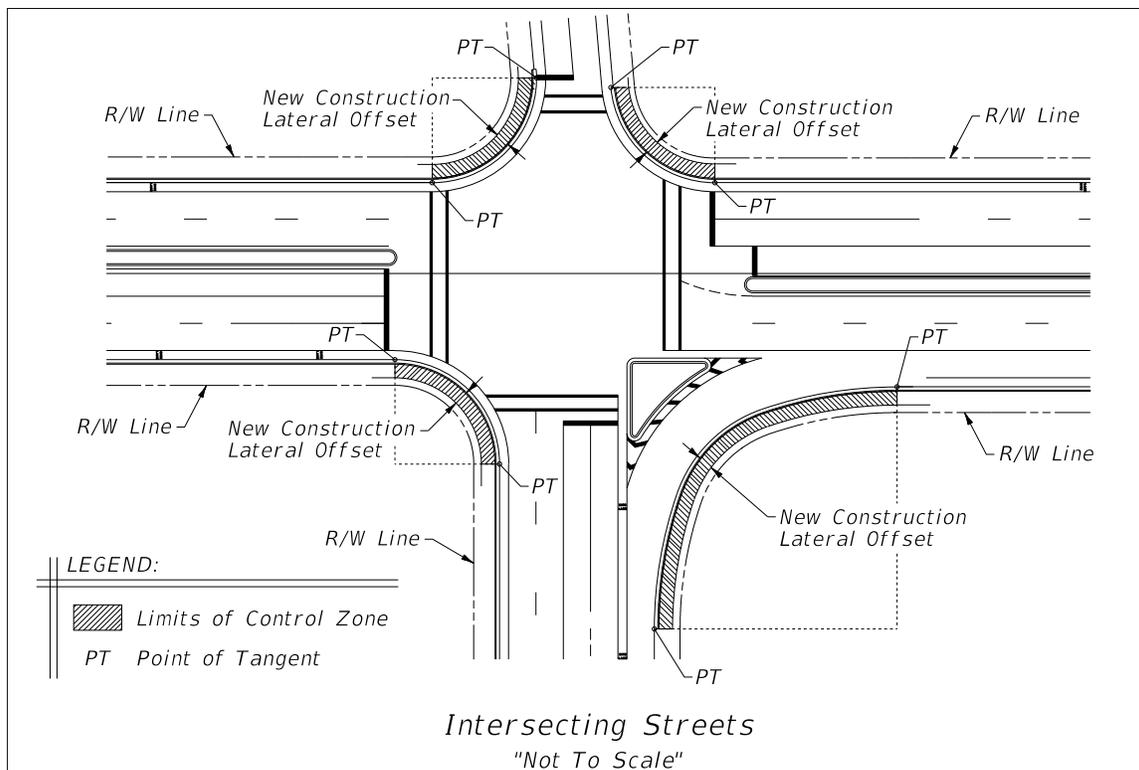 PT
PT
New Construction
Lateral Offset
R/W Line
New Construction
Lateral Offset
R/W Line
PT
PT
PT
PT
R/W Line
New Construction
Lateral Offset
R/W Line
PT
New Construction
Lateral Offset
R/W Line
LEGEND:
Limits of Control Zone
PT Point of Tangent
PT
Intersecting Streets
"Not To Scale"